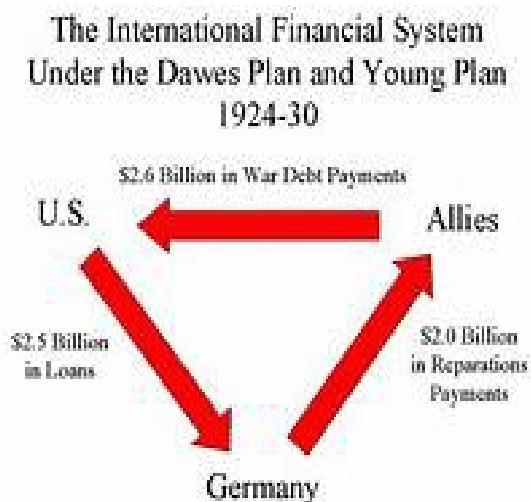 The International Financial System
Under the Dawes Plan and Young Plan
1924-30
$2.6 Billion in War Debt Payments
U.S.
Allies
$2.5 Billion
in Loans
$2.0 Billion
in Reparations
Payments
Germany